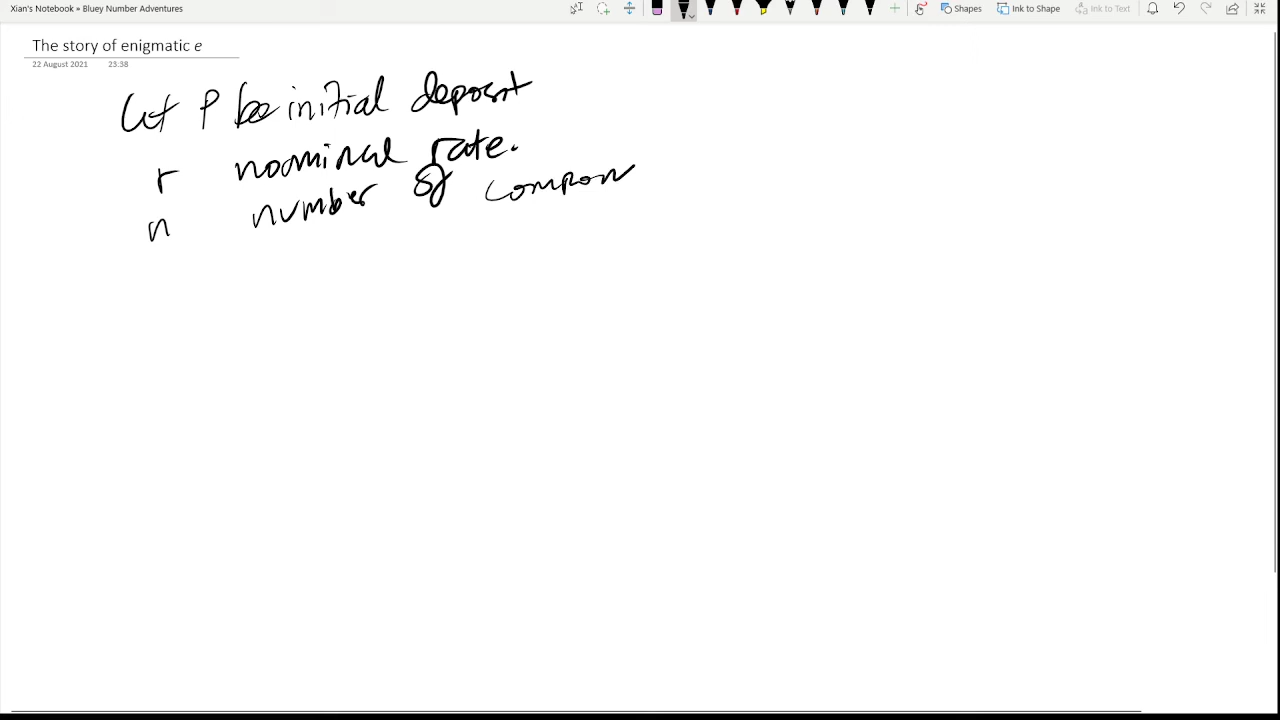 Xian's Notebook » Bluey Number Adventures
Shapes
Ink to Shape
Ink to Text
The story of enigmatic e
22 August 2021 23:38
Let P be initial deposit
r nominal rate.
n number of compoun